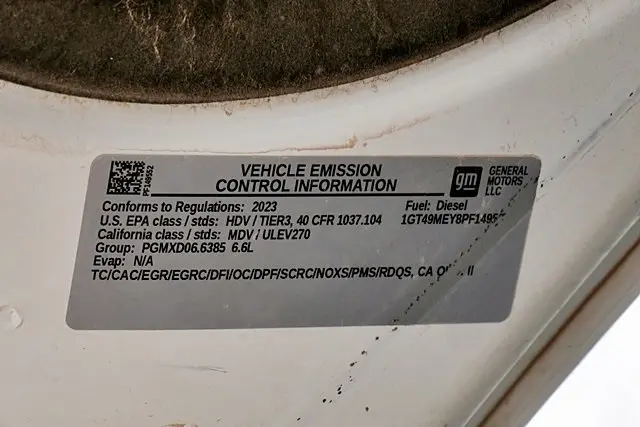 VEHICLE EMISSION
CONTROL INFORMATION
gm GENERAL
MOTORS
LLC
Conforms to Regulations: 2023
Fuel: Diesel
U.S. EPA class / stds: HDV / TIER3, 40 CFR 1037.104
California class / stds: MDV / ULEV270
Group: PGMXD06.6385 6.6L
Evap: N/A
TC/CAC/EGR/EGRC/DFI/OC/DPF/SCRC/NOXS/PMS/RDQS, CA II